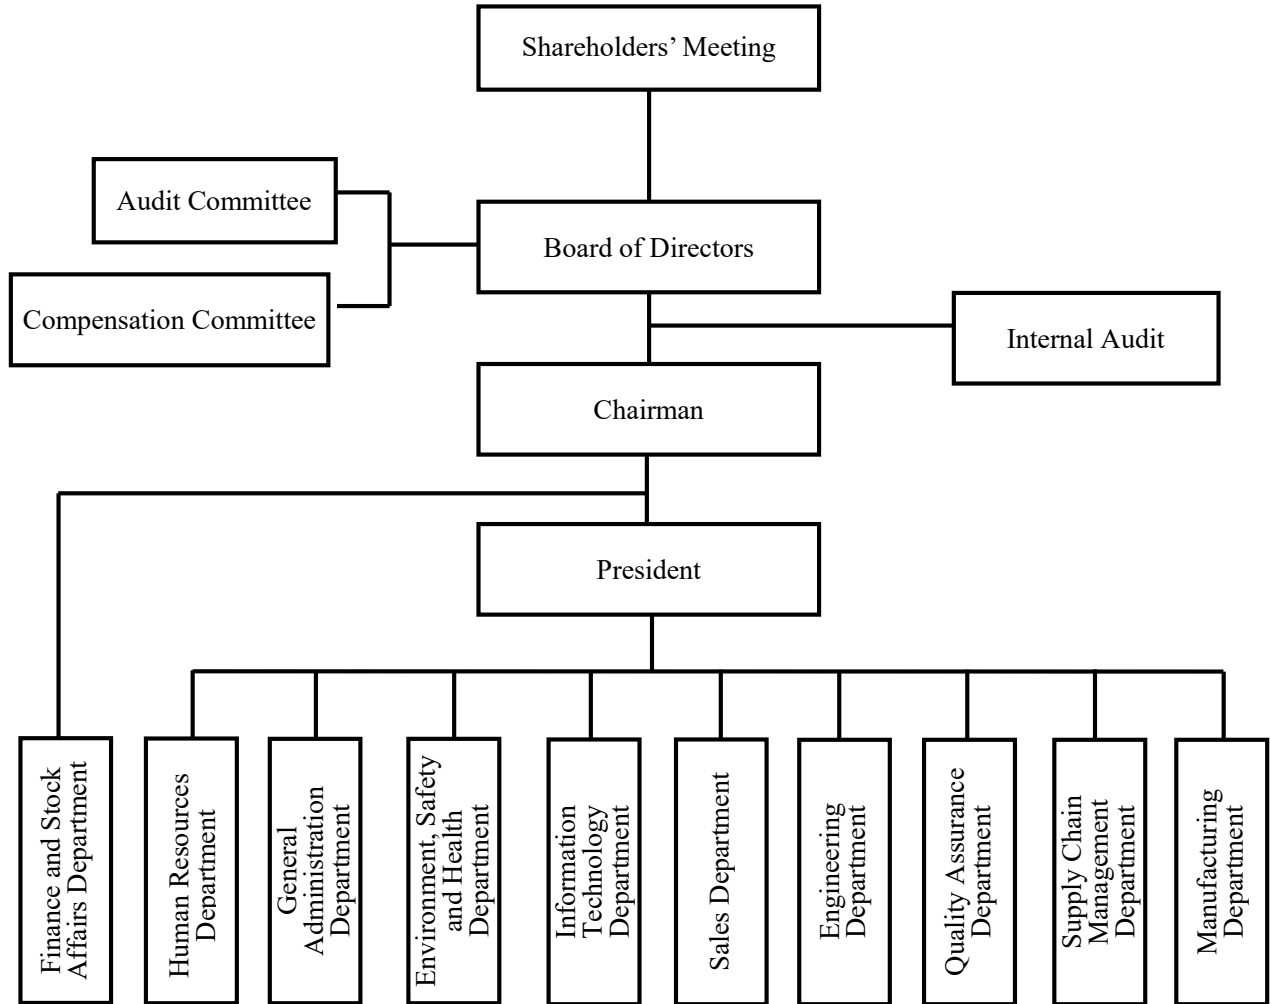 Shareholders’ Meeting
Audit Committee
Board of Directors
Compensation Committee
Internal Audit
Chairman
President
Finance and Stock
Affairs Department
Human Resources
Department
General
Administration
Department
Environment, Safety
and Health
Department
Information
Technology
Department
Sales Department
Engineering
Department
Quality Assurance
Department
Supply Chain
Management
Department
Manufacturing
Department